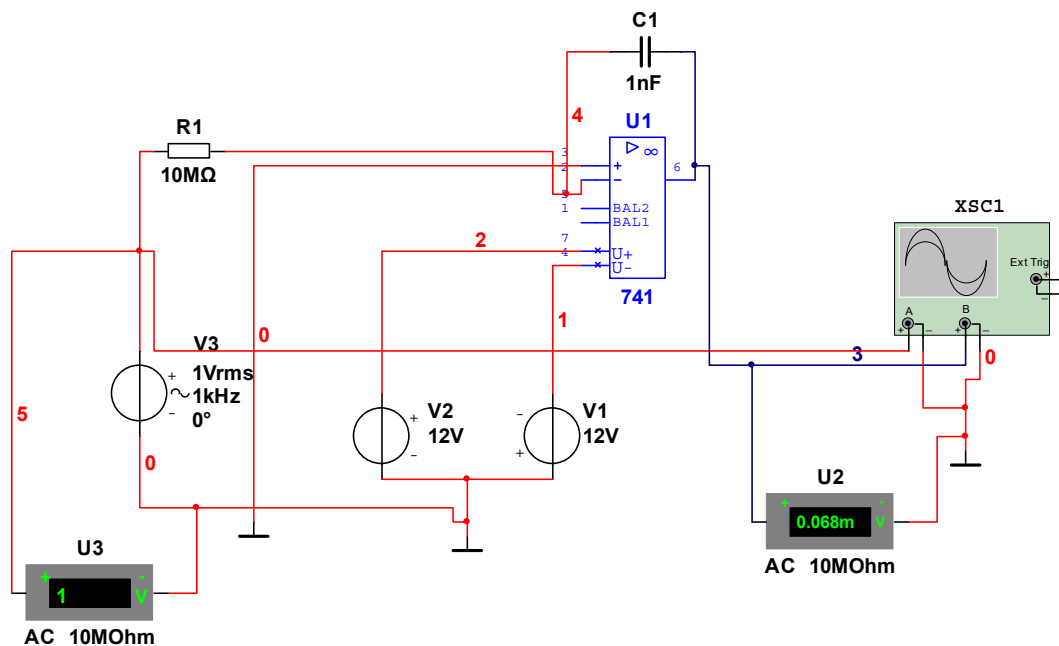 C1
1nF
4
U1
R1
10MΩ
3
2
+
−
▷ ∞
6
5
1
BAL2
BAL1
7
4
U+
U-
741
2
1
0
XSC1
Ext Trig
+
−
A
B
+
−
+
−
3
0
V3
1Vrms
1kHz
0°
+
−
5
0
V2
12V
+
−
V1
12V
−
+
U2
+
-
0.068m
V
AC 10MOhm
U3
+
-
1
V
AC 10MOhm